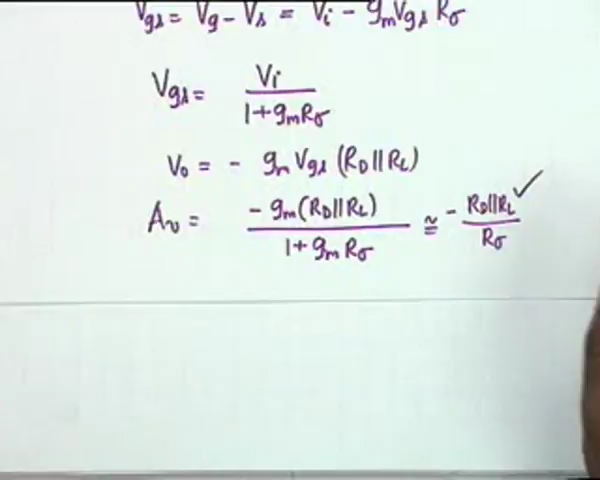 Vgs = Vg - Vs = Vi - gmVgs Rσ
Vgs = Vi / 1+gmRσ
Vo = - gm Vgs (RD||RL)
Av = -gm(RD||RL) / 1+gmRσ ≅ - RD||RL / Rσ ✓